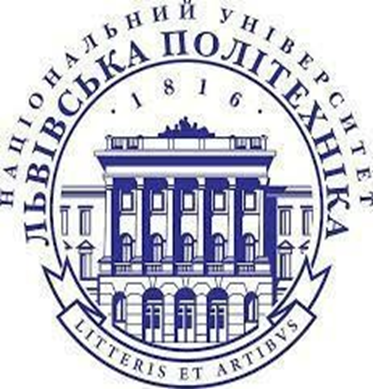 НАЦІОНАЛЬНИЙ УНІВЕРСИТЕТ
ЛЬВІВСЬКА ПОЛІТЕХНІКА
· 1816 ·
LITTERIS ET ARTIBVS